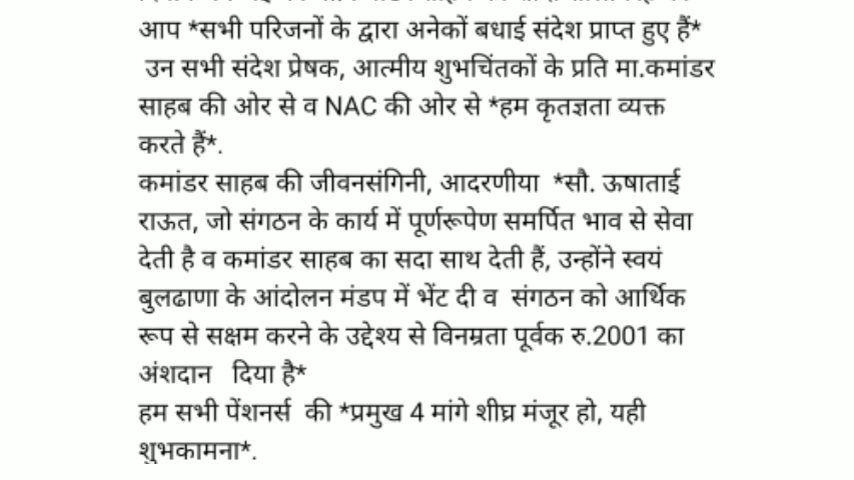 आप *सभी परिजनों के द्वारा अनेकों बधाई संदेश प्राप्त हुए हैं*
उन सभी संदेश प्रेषक, आत्मीय शुभचिंतकों के प्रति मा.कमांडर
साहब की ओर से व NAC की ओर से *हम कृतज्ञता व्यक्त
करते हैं*.
कमांडर साहब की जीवनसंगिनी, आदरणीया *सौ. ऊषाताई
राऊत, जो संगठन के कार्य में पूर्णरूपेण समर्पित भाव से सेवा
देती है व कमांडर साहब का सदा साथ देती हैं, उन्होंने स्वयं
बुलढाणा के आंदोलन मंडप में भेंट दी व संगठन को आर्थिक
रूप से सक्षम करने के उद्देश्य से विनम्रता पूर्वक रु.2001 का
अंशदान दिया है*
हम सभी पेंशनर्स की *प्रमुख 4 मांगे शीघ्र मंजूर हो, यही
शुभकामना*.